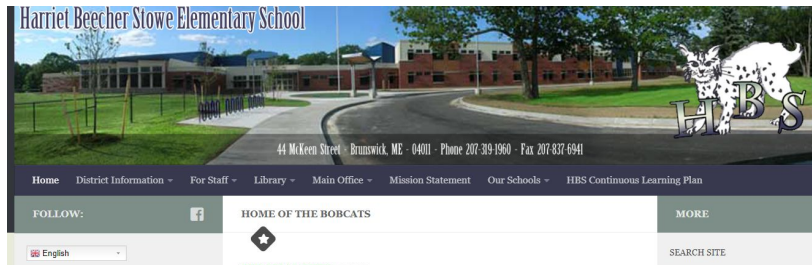 Harriet Beecher Stowe Elementary School
HBS
44 McKeen Street - Brunswick, ME - 04011 - Phone 207-319-1960 - Fax 207-837-6941
Home District Information For Staff Library Main Office Mission Statement Our Schools HBS Continuous Learning Plan
FOLLOW: HOME OF THE BOBCATS MORE
English SEARCH SITE